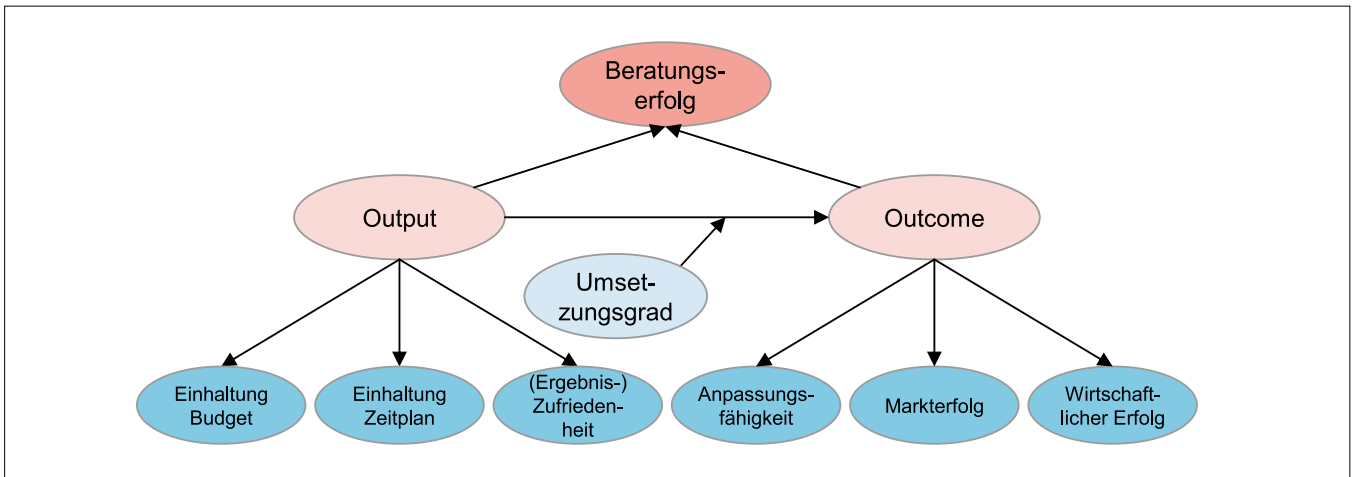 Beratungs-
erfolg
Output
Outcome
Umset-
zungsgrad
Einhaltung
Budget
Einhaltung
Zeitplan
(Ergebnis-)
Zufrieden-
heit
Anpassungs-
fähigkeit
Markterfolg
Wirtschaft-
licher Erfolg